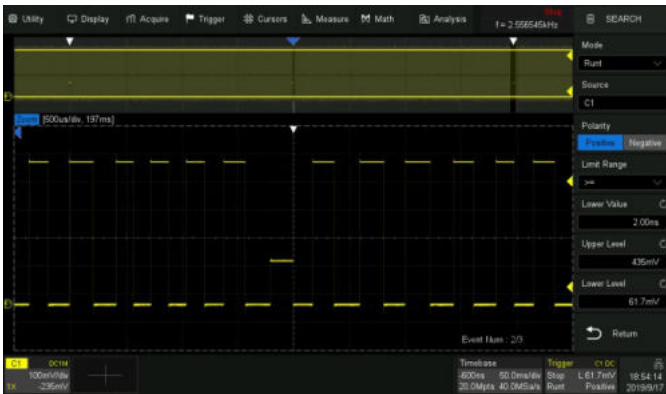 Utility Display Acquire Trigger Cursors Measure Math Analysis
Stop
f = 2.556545kHz
SEARCH
Mode
Runt
Source
C1
Polarity
Positive Negative
Limit Range
>=
Lower Value
2.00ns
Upper Level
435mV
Lower Level
61.7mV
Return
Zoom [500us/div, 197ms]
Event Num : 2/3
C1 DC1M
100mV/div
1X -235mV
Timebase
-600ns 50.0ms/div
20.0Mpts 40.0MSa/s
Trigger C1 DC
Stop L 61.7mV
Runt Positive
18:54:14
2019/9/17